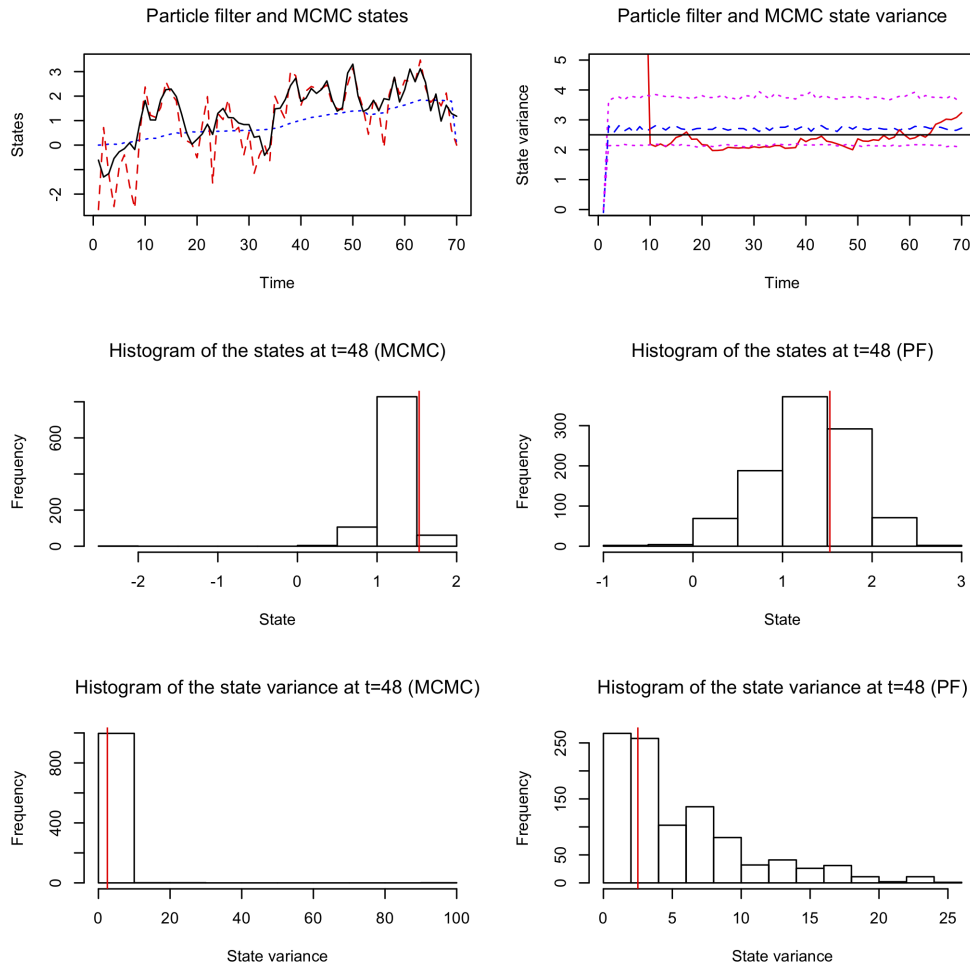 Particle filter and MCMC states
States
3
2
1
0
-2
0 10 20 30 40 50 60 70
Time
Particle filter and MCMC state variance
State variance
5
4
3
2
1
0
0 10 20 30 40 50 60 70
Time
Histogram of the states at t=48 (MCMC)
Frequency
600
200
0
-2 -1 0 1 2
State
Histogram of the states at t=48 (PF)
Frequency
300
200
100
0
-1 0 1 2 3
State
Histogram of the state variance at t=48 (MCMC)
Frequency
800
400
0
0 20 40 60 80 100
State variance
Histogram of the state variance at t=48 (PF)
Frequency
250
150
50
0
0 5 10 15 20 25
State variance